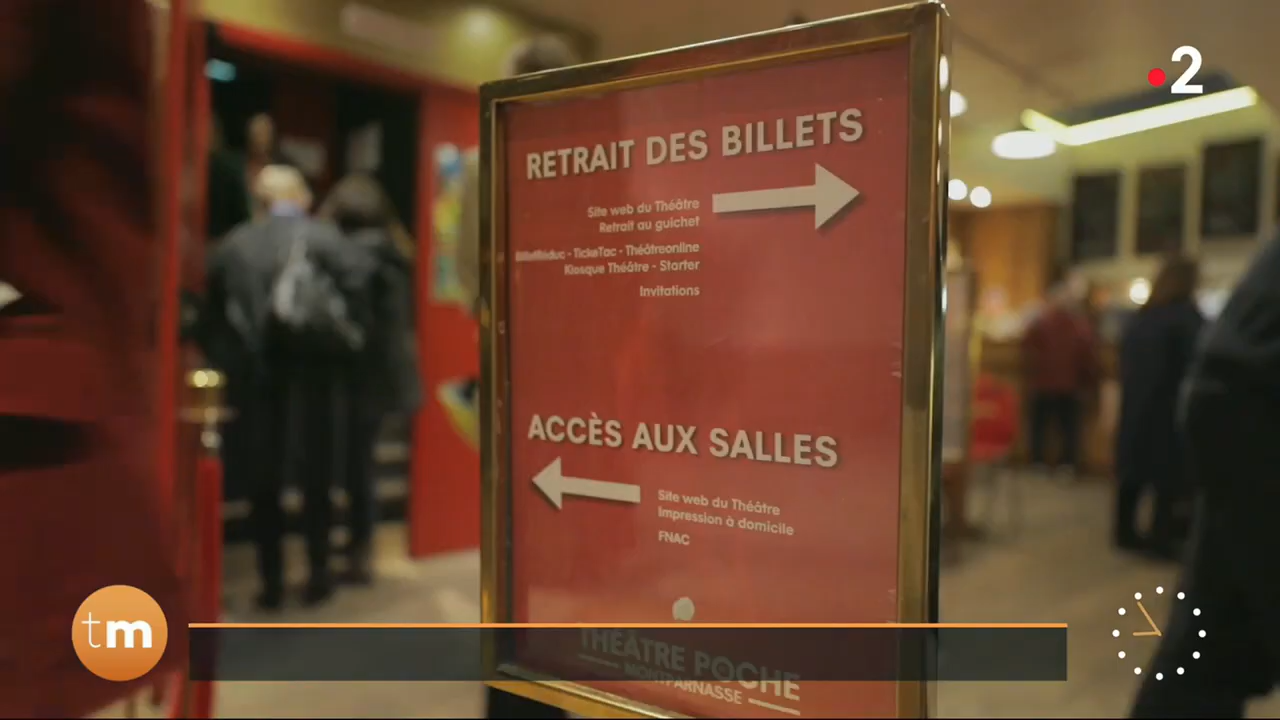 2
RETRAIT DES BILLETS
Site web du Théâtre
Retrait au guichet
BilletRéduc - TickeTac - Théâtreonline
Kiosque Théâtre - Starter
Invitations
ACCÈS AUX SALLES
Site web du Théâtre
Impression à domicile
FNAC
THÉÂTRE POCHE
MONTPARNASSE
tm